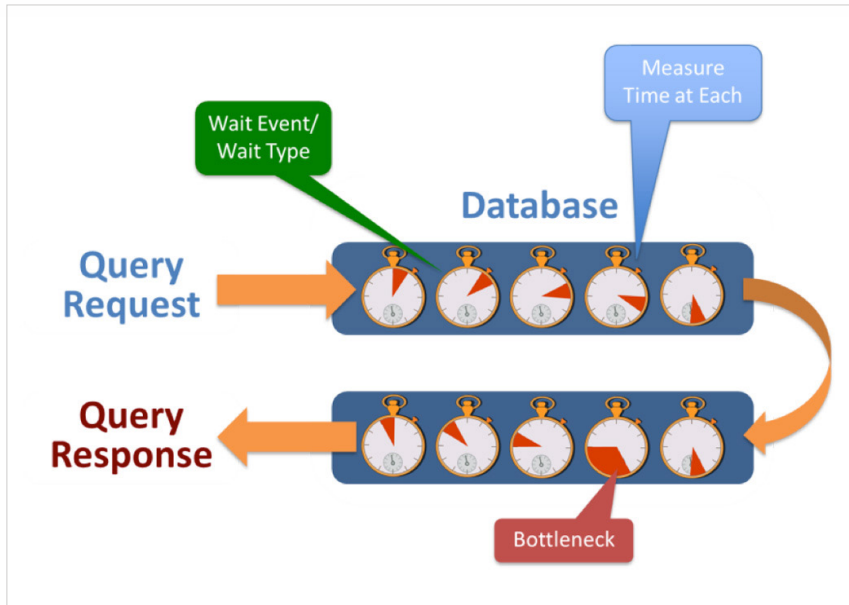 Measure
Time at Each
Wait Event/
Wait Type
Database
Query
Request
Query
Response
Bottleneck